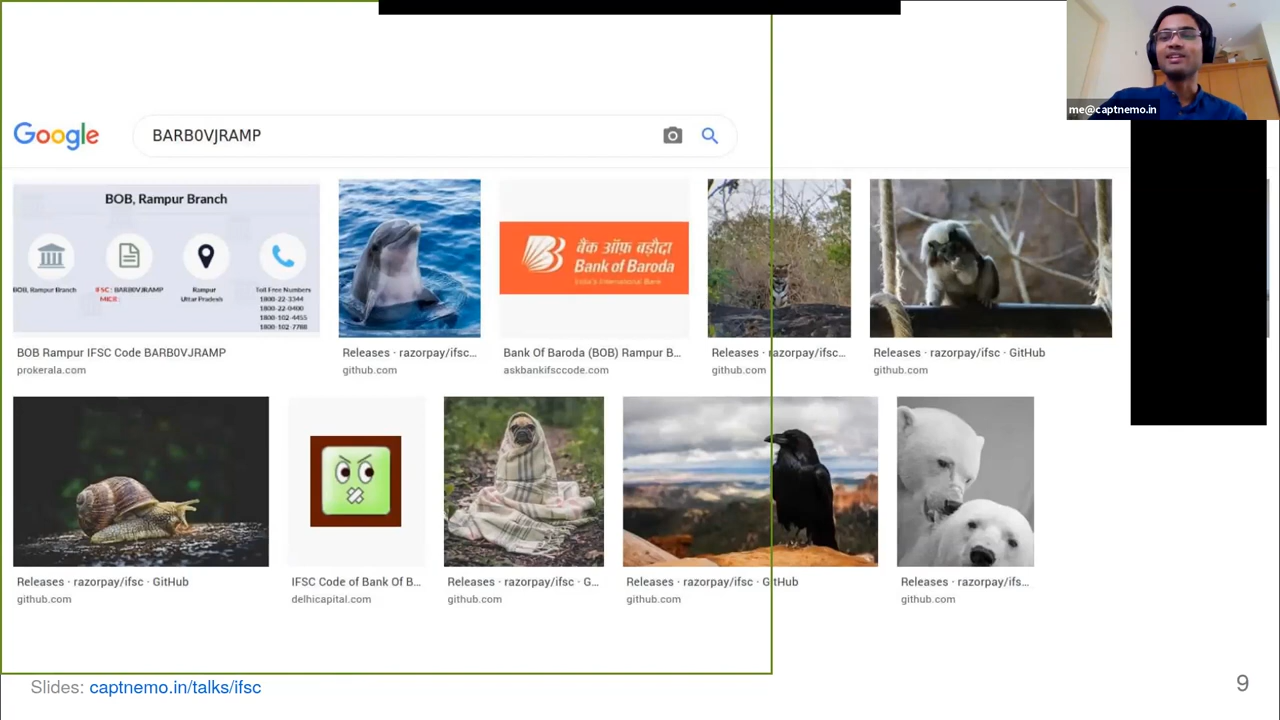 me@captnemo.in
Google
BARB0VJRAMP
BOB, Rampur Branch
BOB, Rampur Branch
IFSC : BARB0VJRAMP
MICR :
Rampur
Uttar Pradesh
Toll Free Numbers
1800-22-3344
1800-22-0400
1800-102-4455
1800-102-7788
बैंक ऑफ़ बड़ौदा
Bank of Baroda
India's International Bank
BOB Rampur IFSC Code BARB0VJRAMP
prokerala.com
Releases · razorpay/ifsc...
github.com
Bank Of Baroda (BOB) Rampur B...
askbankifsccode.com
Releases · razorpay/ifsc...
github.com
Releases · razorpay/ifsc · GitHub
github.com
Releases · razorpay/ifsc · GitHub
github.com
IFSC Code of Bank Of B...
delhicapital.com
Releases · razorpay/ifsc · G...
github.com
Releases · razorpay/ifsc · GitHub
github.com
Releases · razorpay/ifs...
github.com
Slides: captnemo.in/talks/ifsc
9